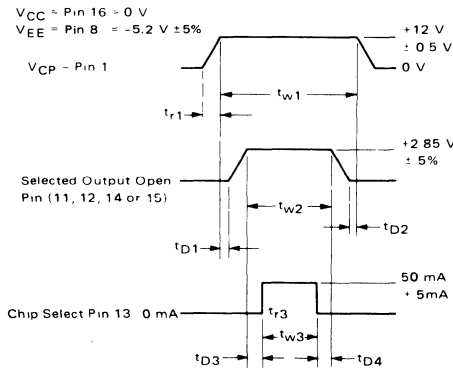 VCC = Pin 16 = 0 V
VEE = Pin 8 = -5.2 V ±5%
+12 V
± 0 5 V
VCP - Pin 1
0 V
tw1
tr1
+2 85 V
± 5%
Selected Output Open
Pin (11, 12, 14 or 15)
tw2
tD1
tD2
50 mA
+ 5mA
Chip Select Pin 13 0 mA
tr3
tw3
tD3
tD4